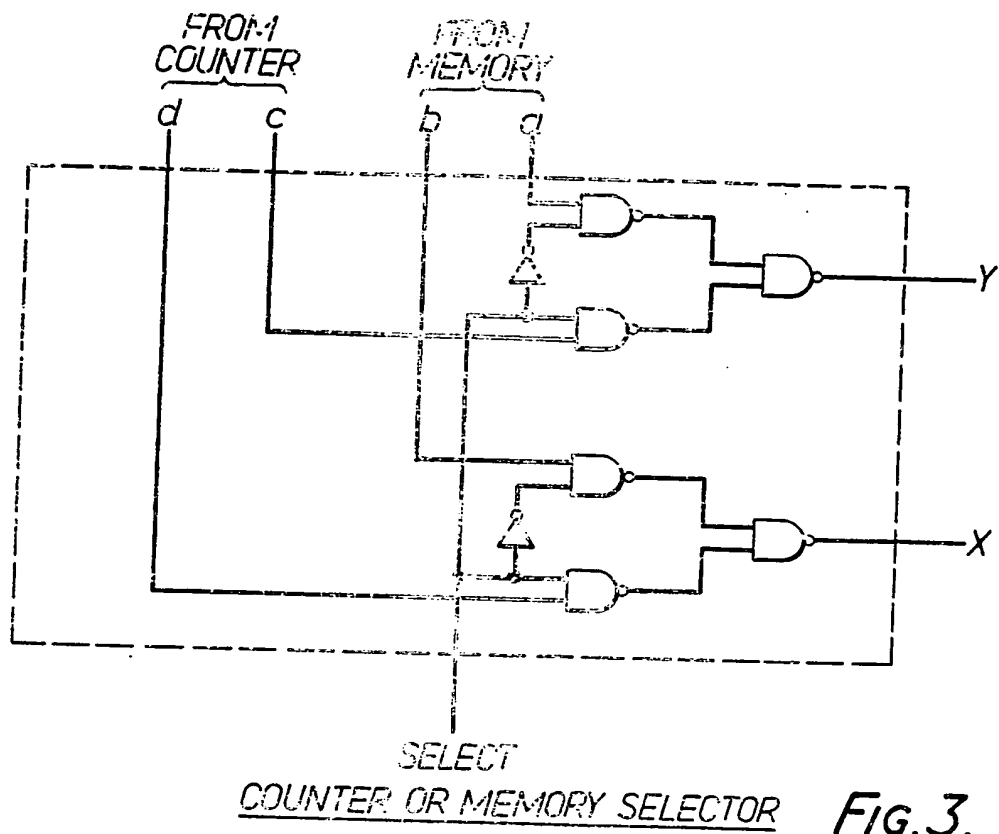 FROM
COUNTER
FROM
MEMORY
d c b a
Y
X
SELECT
COUNTER OR MEMORY SELECTOR
FIG.3.